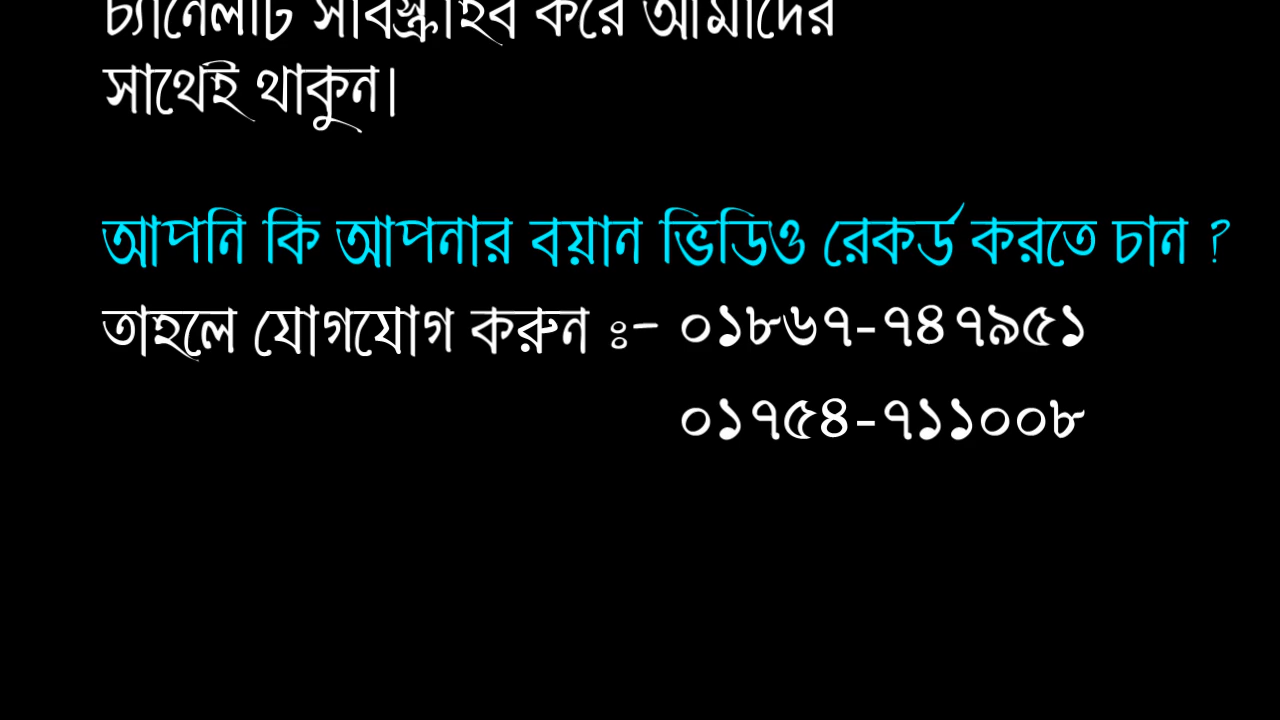 চ্যানেলটি সাবস্ক্রাইব করে আমাদের
সাথেই থাকুন।
আপনি কি আপনার বয়ান ভিডিও রেকর্ড করতে চান ?
তাহলে যোগযোগ করুন ঃ- ০১৮৬৭-৭৪৭৯৫১
০১৭৫৪-৭১১০০৮